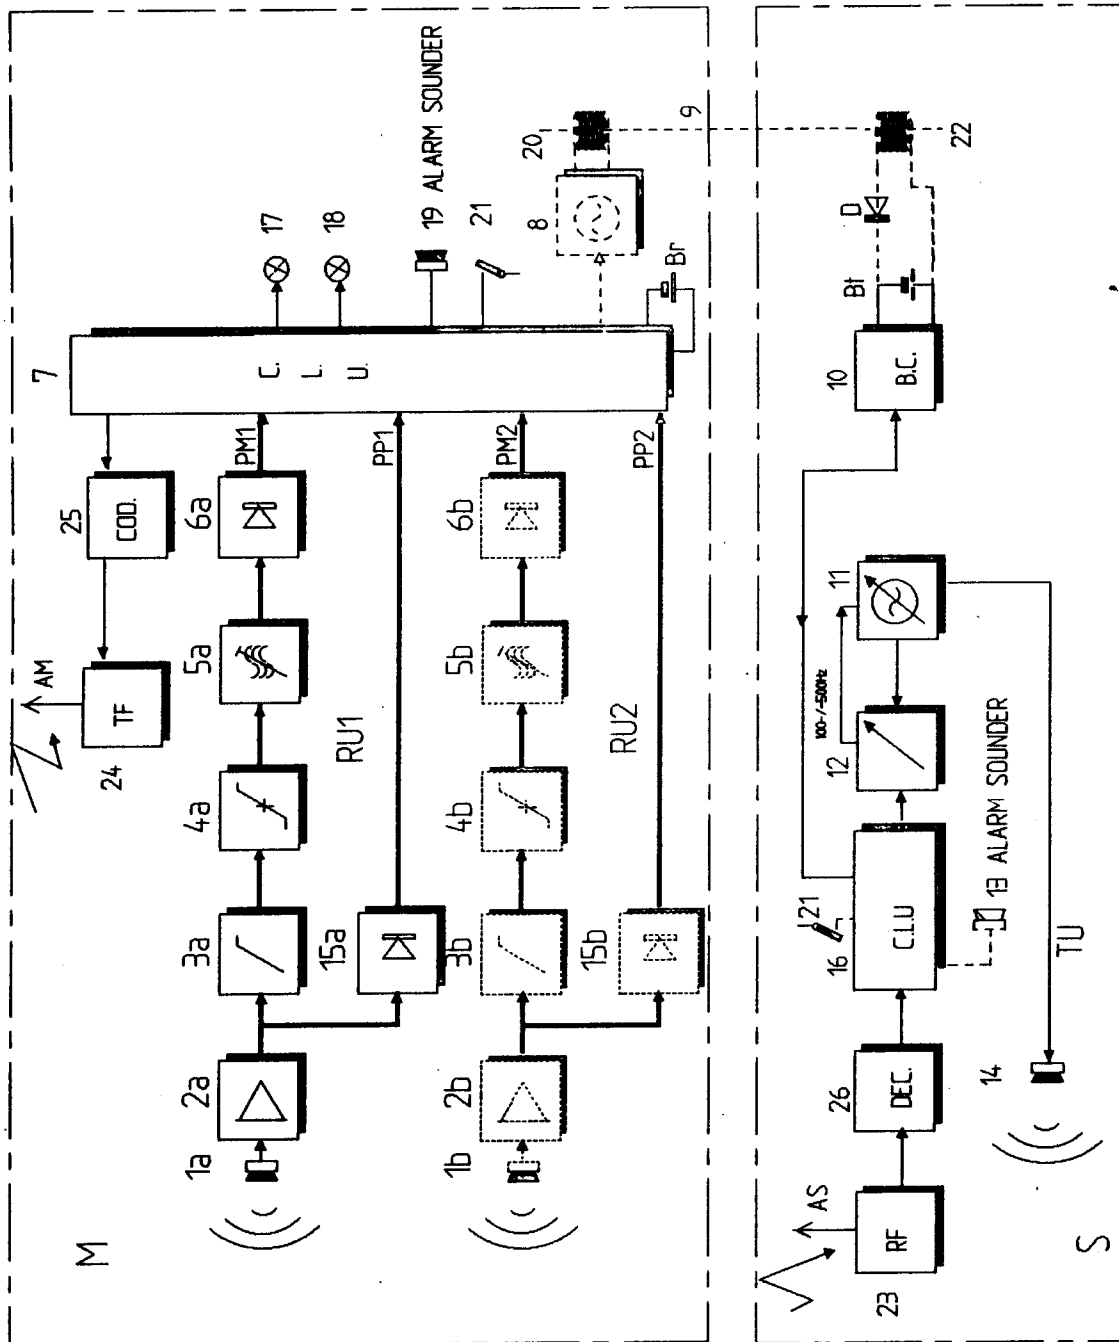 M
1a
2a
3a
4a
5a
6a
PM1
15a
PP1
RU1
1b
2b
3b
4b
5b
6b
PM2
15b
PP2
RU2
24
TF
AM
25
COD.
7
C.
L.
U.
17
18
19 ALARM SOUNDER
21
8
20
9
Br
S
23
RF
AS
26
DEC.
16
C.L.U
21
13 ALARM SOUNDER
12
100-/-500Hz
11
14
TU
10
B.C.
Bt
D
22